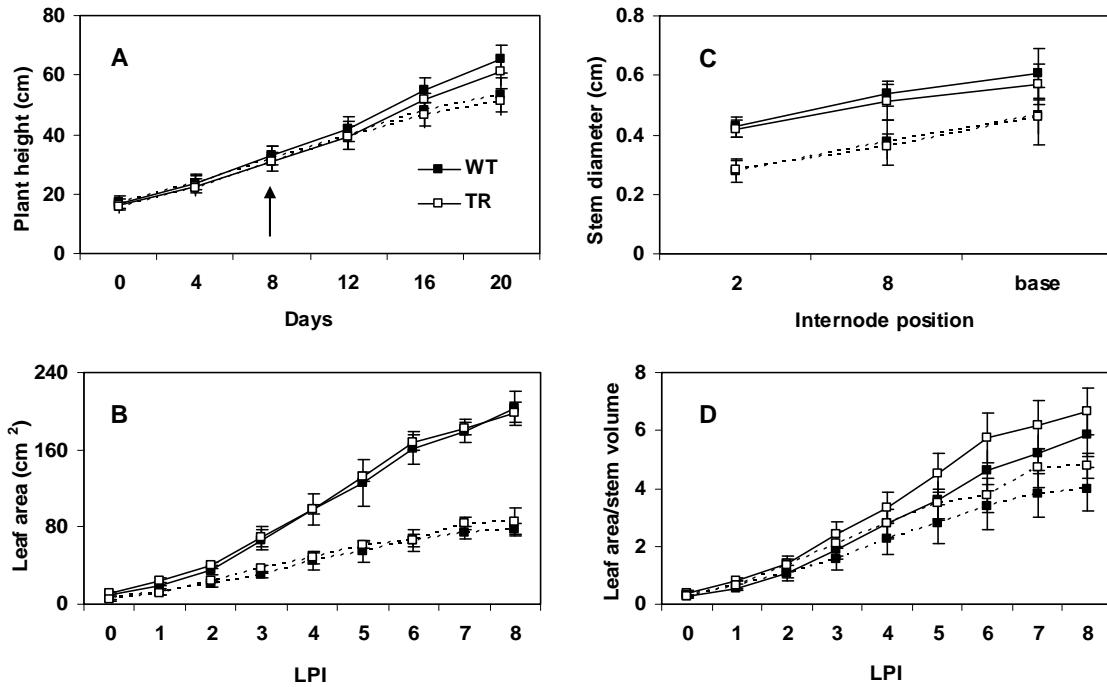 A
Plant height (cm)
80
60
40
20
0
WT
TR
0 4 8 12 16 20
Days
C
Stem diameter (cm)
0.8
0.6
0.4
0.2
0
2 8 base
Internode position
B
Leaf area (cm²)
240
160
80
0
0 1 2 3 4 5 6 7 8
LPI
D
Leaf area/stem volume
8
6
4
2
0
0 1 2 3 4 5 6 7 8
LPI